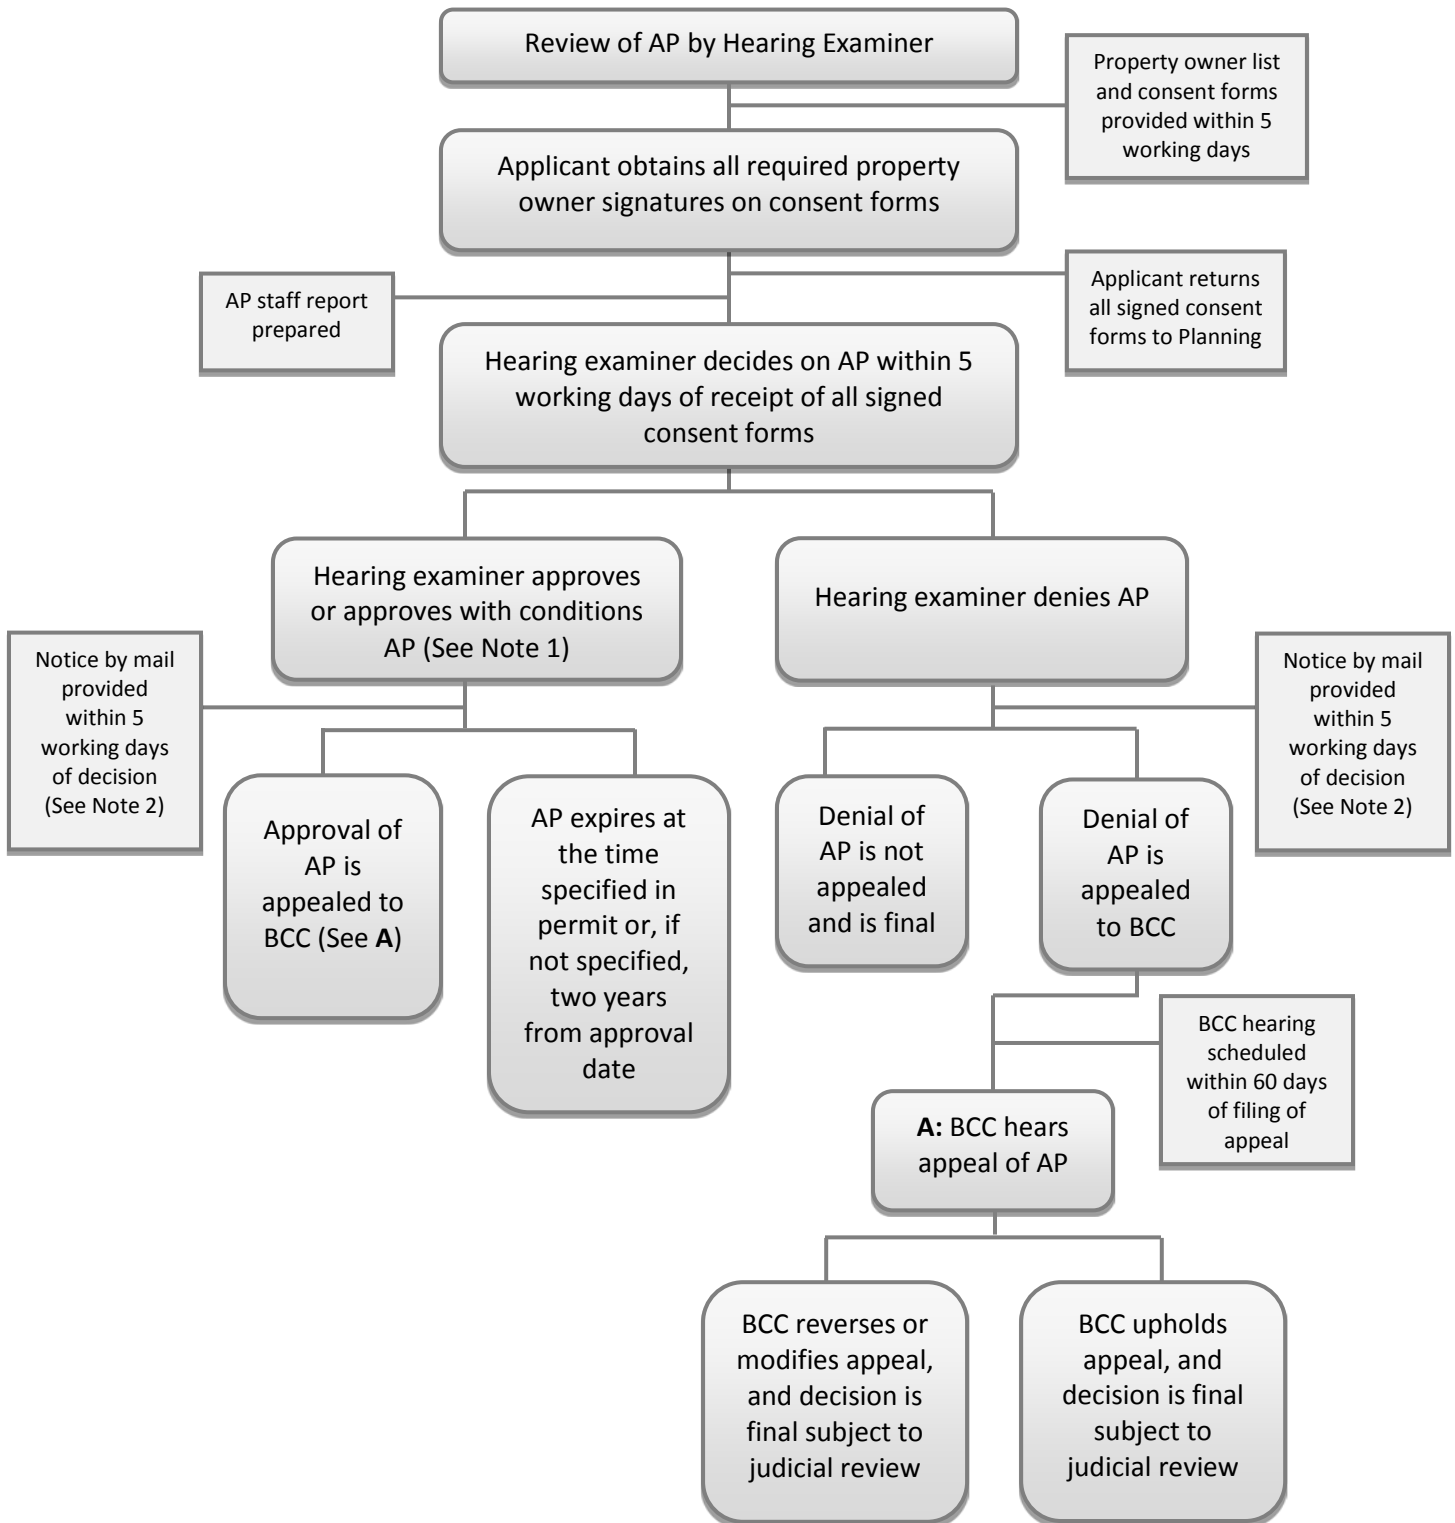 Review of AP by Hearing Examiner
Property owner list
and consent forms
provided within 5
working days
Applicant obtains all required property
owner signatures on consent forms
AP staff report
prepared
Applicant returns
all signed consent
forms to Planning
Hearing examiner decides on AP within 5
working days of receipt of all signed
consent forms
Hearing examiner approves
or approves with conditions
AP (See Note 1)
Hearing examiner denies AP
Notice by mail
provided
within 5
working days
of decision
(See Note 2)
Notice by mail
provided
within 5
working days
of decision
(See Note 2)
Approval of
AP is
appealed to
BCC (See A)
AP expires at
the time
specified in
permit or, if
not specified,
two years
from approval
date
Denial of
AP is not
appealed
and is final
Denial of
AP is
appealed
to BCC
BCC hearing
scheduled
within 60 days
of filing of
appeal
A: BCC hears
appeal of AP
BCC reverses or
modifies appeal,
and decision is
final subject to
judicial review
BCC upholds
appeal, and
decision is final
subject to
judicial review